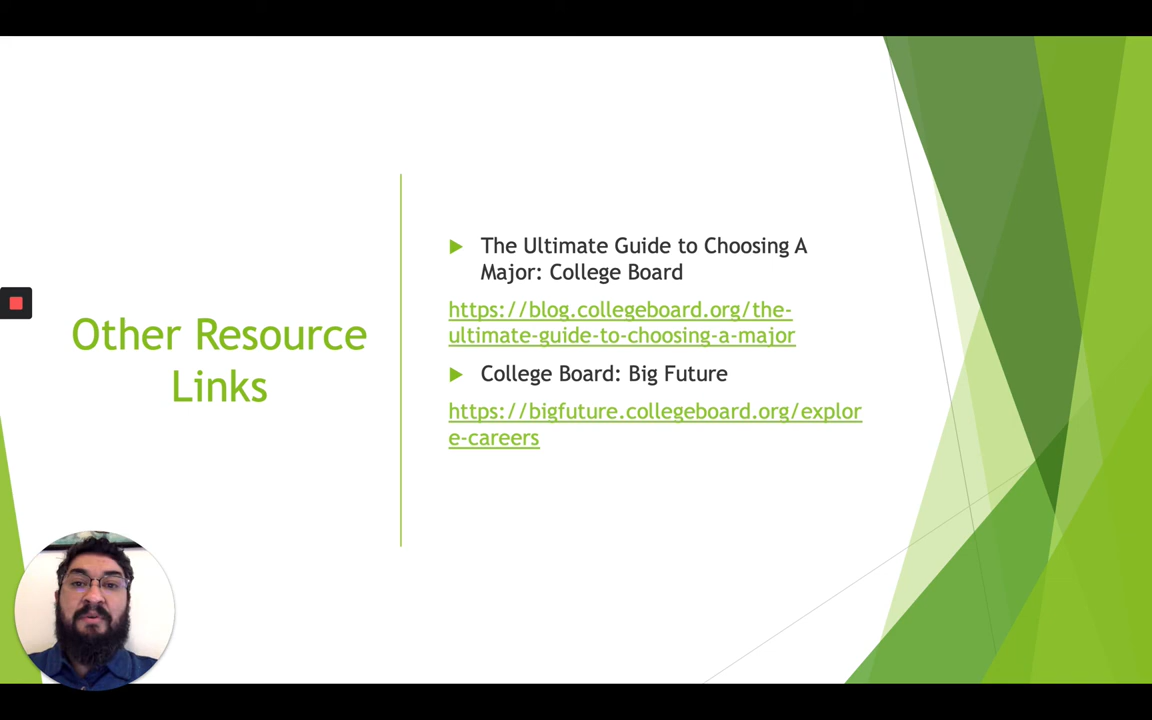 Other Resource
Links
The Ultimate Guide to Choosing A
Major: College Board
https://blog.collegeboard.org/the-
ultimate-guide-to-choosing-a-major
College Board: Big Future
https://bigfuture.collegeboard.org/explor
e-careers